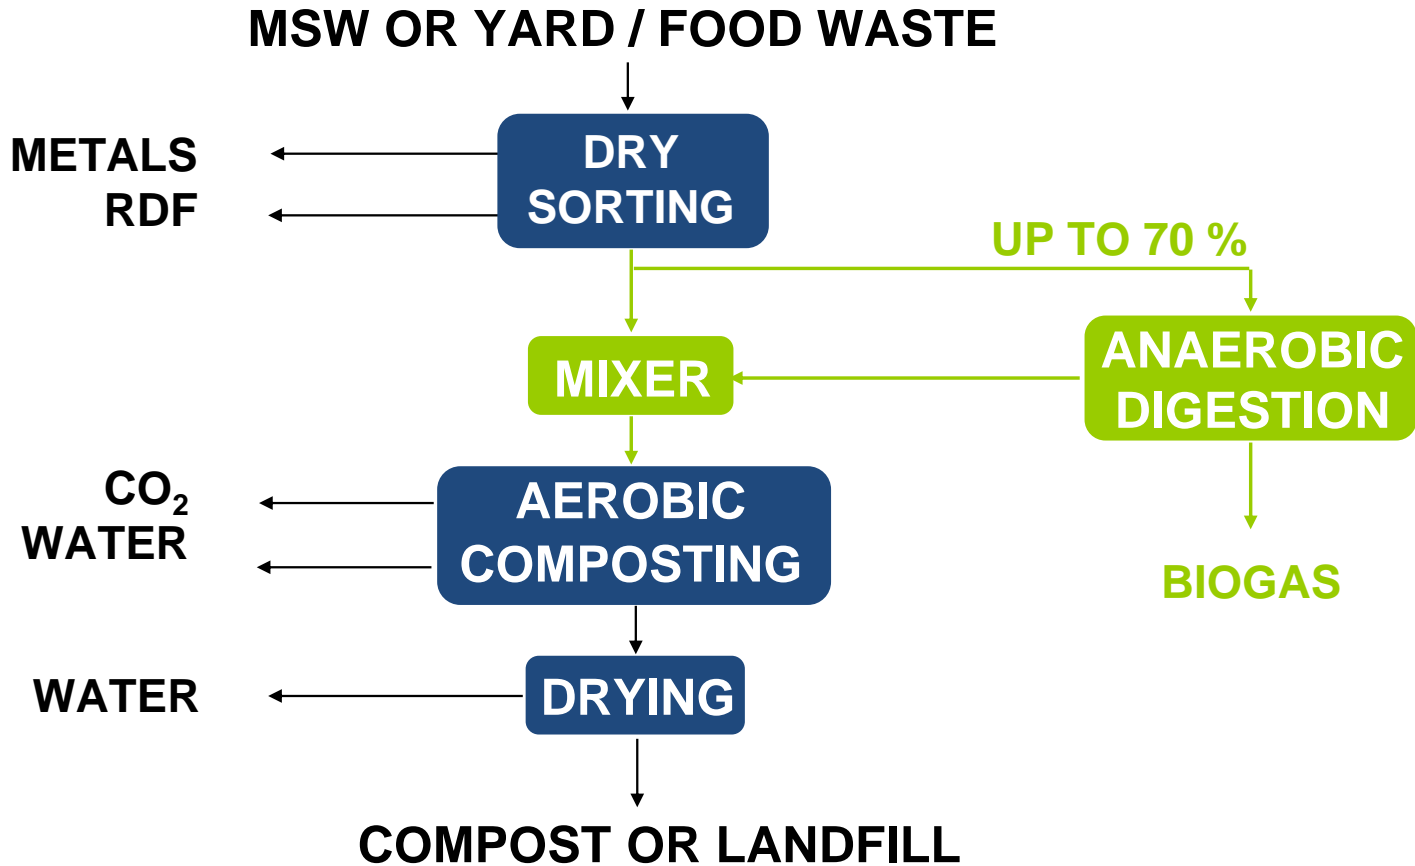 MSW OR YARD / FOOD WASTE
METALS
RDF
DRY
SORTING
UP TO 70 %
MIXER
ANAEROBIC
DIGESTION
CO₂
WATER
AEROBIC
COMPOSTING
BIOGAS
WATER
DRYING
COMPOST OR LANDFILL